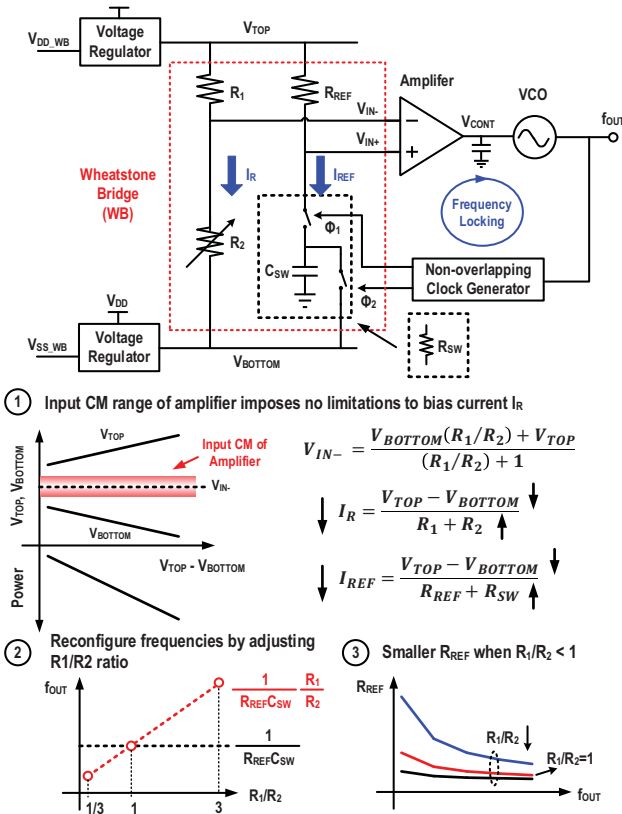 V_DD_WB
Voltage
Regulator
V_TOP
R_1
R_REF
Amplifer
VCO
V_IN-
V_IN+
V_CONT
f_OUT
Wheatstone
Bridge
(WB)
I_R
I_REF
Frequency
Locking
R_2
Φ_1
C_SW
Φ_2
Non-overlapping
Clock Generator
V_DD
V_SS_WB
Voltage
Regulator
V_BOTTOM
R_SW
1 Input CM range of amplifier imposes no limitations to bias current I_R
V_TOP, V_BOTTOM
V_TOP
Input CM of
Amplifier
V_IN-
V_BOTTOM
V_TOP - V_BOTTOM
Power
V_IN− = (V_BOTTOM(R_1/R_2) + V_TOP) / ((R_1/R_2) + 1)
↓ I_R = (V_TOP − V_BOTTOM) ↓ / (R_1 + R_2) ↑
↓ I_REF = (V_TOP − V_BOTTOM) ↓ / (R_REF + R_SW) ↑
2 Reconfigure frequencies by adjusting
R1/R2 ratio
f_OUT
1 / (R_REF C_SW) R_1 / R_2
1 / (R_REF C_SW)
1/3 1 3 R_1/R_2
3 Smaller R_REF when R_1/R_2 < 1
R_REF
R_1/R_2 ↓
R_1/R_2=1
f_OUT